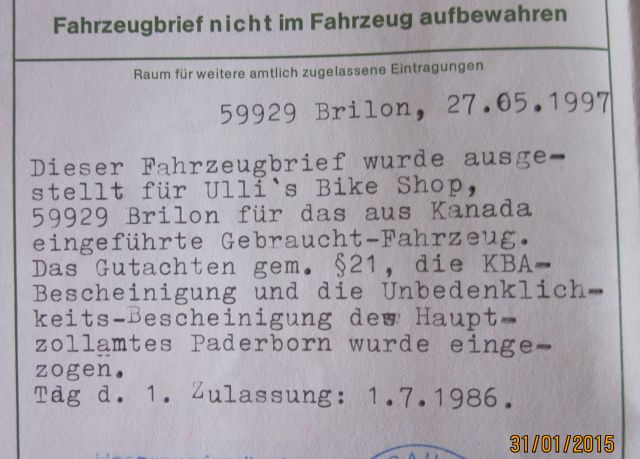 Fahrzeugbrief nicht im Fahrzeug aufbewahren
Raum für weitere amtlich zugelassene Eintragungen
59929 Brilon, 27.05.1997
Dieser Fahrzeugbrief wurde ausge-
stellt für Ulli's Bike Shop,
59929 Brilon für das aus Kanada
eingeführte Gebraucht-Fahrzeug.
Das Gutachten gem. §21, die KBA-
Bescheinigung und die Unbedenklich-
keits-Bescheinigung des Haupt-
zollamtes Paderborn wurde einge-
zogen.
Tag d. 1. Zulassung: 1.7.1986.
31/01/2015